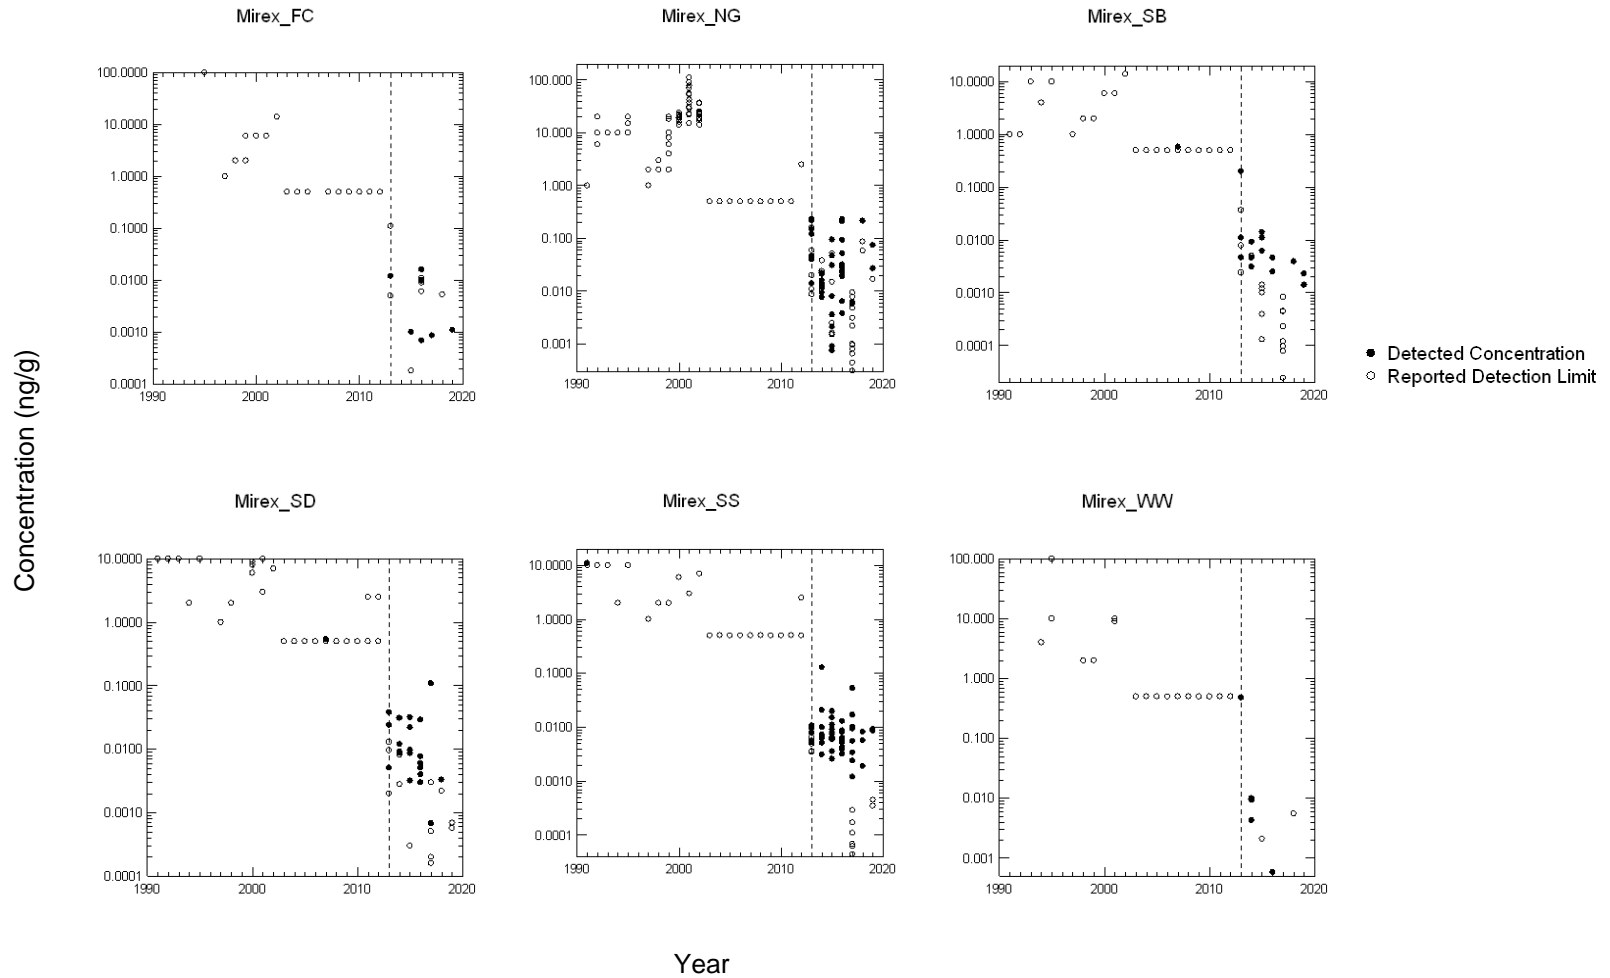 Mirex_FC
Mirex_NG
Mirex_SB
100.0000
10.0000
1.0000
0.1000
0.0100
0.0010
0.0001
1990 2000 2010 2020
100.000
10.000
1.000
0.100
0.010
0.001
1990 2000 2010 2020
10.0000
1.0000
0.1000
0.0100
0.0010
0.0001
1990 2000 2010 2020
Detected Concentration
Reported Detection Limit
Concentration (ng/g)
Mirex_SD
Mirex_SS
Mirex_WW
10.0000
1.0000
0.1000
0.0100
0.0010
0.0001
1990 2000 2010 2020
10.0000
1.0000
0.1000
0.0100
0.0010
0.0001
1990 2000 2010 2020
100.000
10.000
1.000
0.100
0.010
0.001
1990 2000 2010 2020
Year